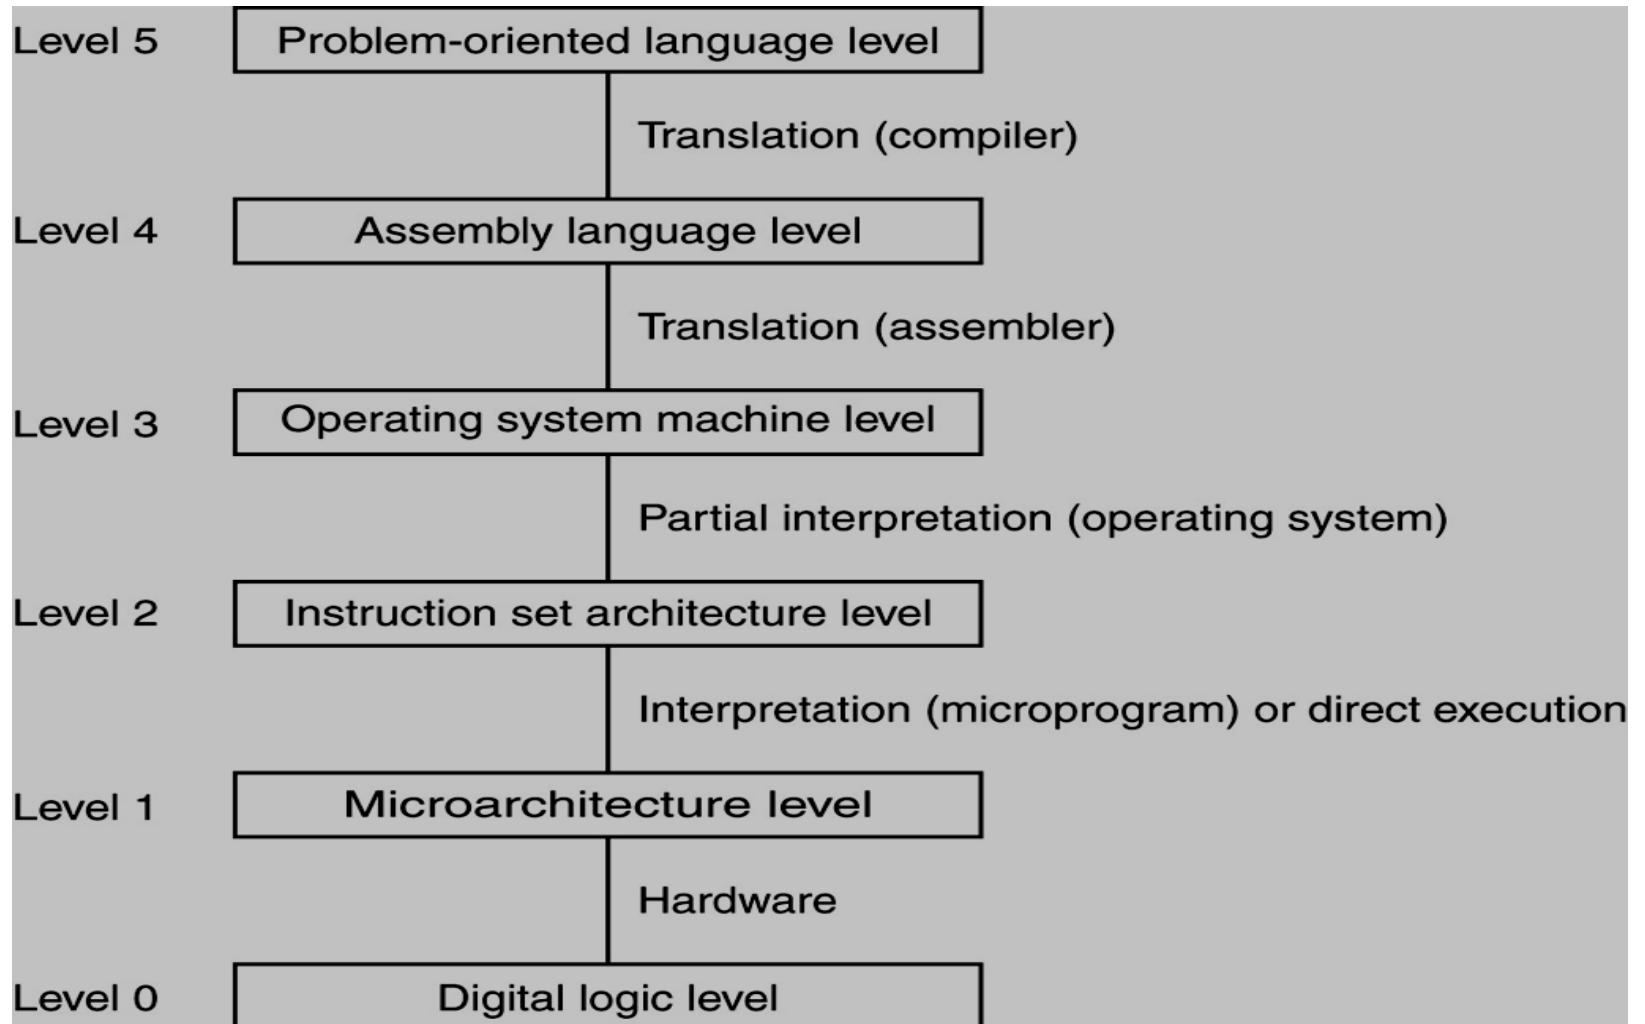 Level 5 Problem-oriented language level
Translation (compiler)
Level 4 Assembly language level
Translation (assembler)
Level 3 Operating system machine level
Partial interpretation (operating system)
Level 2 Instruction set architecture level
Interpretation (microprogram) or direct execution
Level 1 Microarchitecture level
Hardware
Level 0 Digital logic level